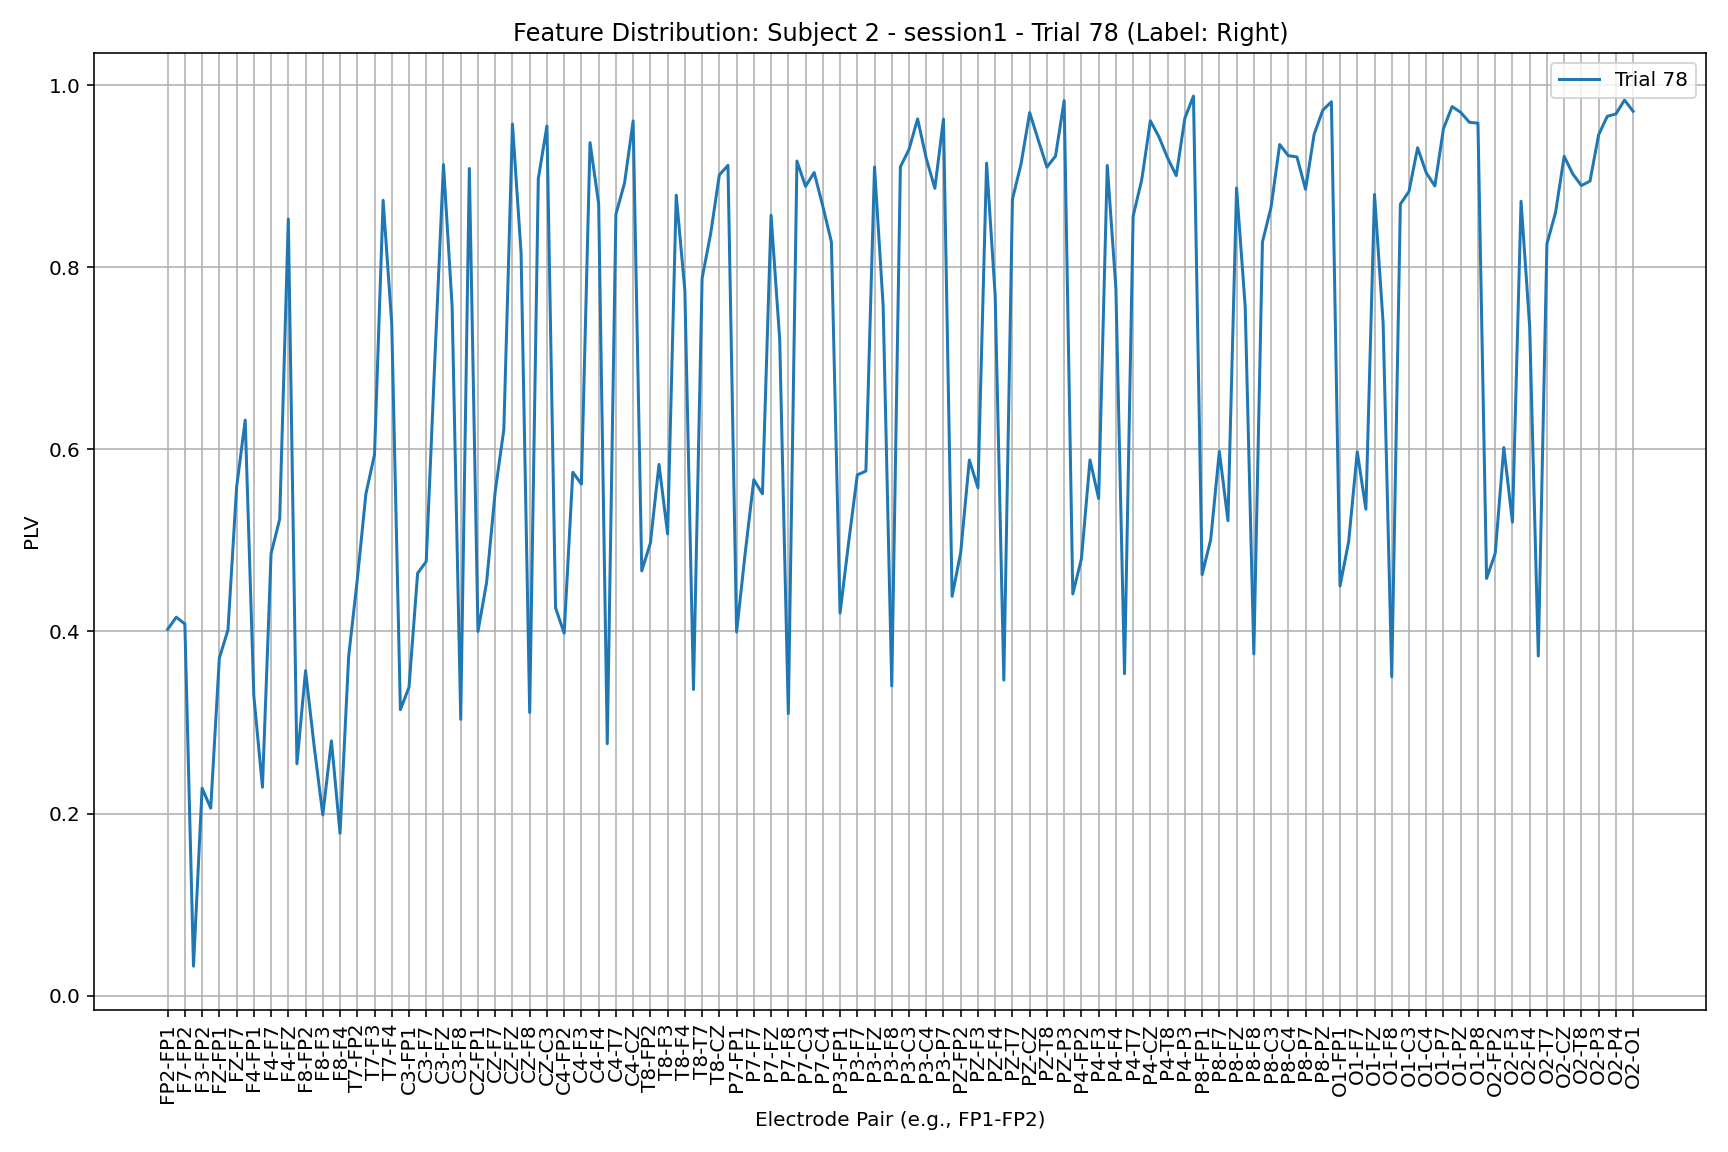 Feature Distribution: Subject 2 - session1 - Trial 78 (Label: Right)
Trial 78
1.0
0.8
0.6
0.4
0.2
0.0
PLV
FP2-FP1
F7-FP2
F3-FP2
FZ-FP1
FZ-F7
F4-FP1
F4-F7
F4-FZ
F8-FP2
F8-F3
F8-F4
T7-FP2
T7-F3
T7-F4
C3-FP1
C3-F7
C3-FZ
C3-F8
CZ-FP1
CZ-F7
CZ-FZ
CZ-F8
CZ-C3
C4-FP2
C4-F3
C4-F4
C4-T7
C4-CZ
T8-FP2
T8-F3
T8-F4
T8-T7
T8-CZ
P7-FP1
P7-F7
P7-FZ
P7-F8
P7-C3
P7-C4
P3-FP1
P3-F7
P3-FZ
P3-F8
P3-C3
P3-C4
P3-P7
PZ-FP2
PZ-F3
PZ-F4
PZ-T7
PZ-CZ
PZ-T8
PZ-P3
P4-FP2
P4-F3
P4-F4
P4-T7
P4-CZ
P4-T8
P4-P3
P8-FP1
P8-F7
P8-FZ
P8-F8
P8-C3
P8-C4
P8-P7
P8-PZ
O1-FP1
O1-F7
O1-FZ
O1-F8
O1-C3
O1-C4
O1-P7
O1-PZ
O1-P8
O2-FP2
O2-F3
O2-F4
O2-T7
O2-CZ
O2-T8
O2-P3
O2-P4
O2-O1
Electrode Pair (e.g., FP1-FP2)